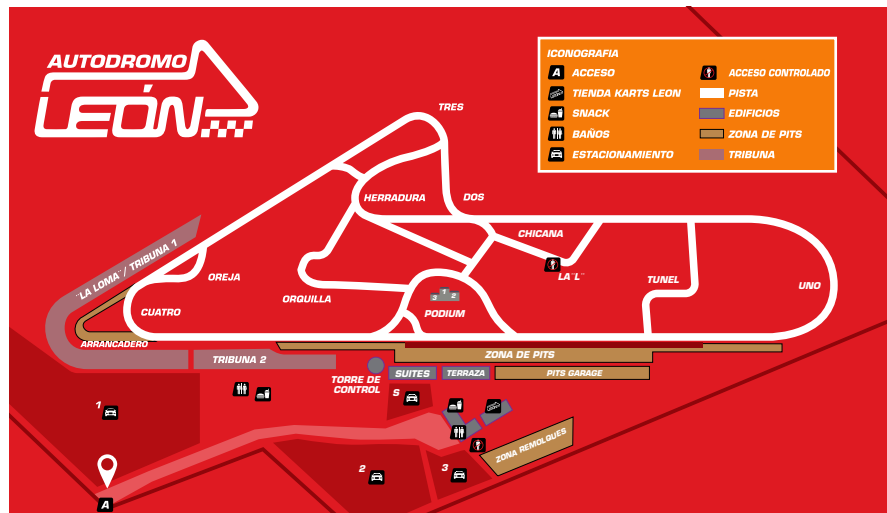 AUTODROMO
LEÓN
ICONOGRAFIA
A ACCESO
ACCESO CONTROLADO
TIENDA KARTS LEON
PISTA
SNACK
EDIFICIOS
BAÑOS
ZONA DE PITS
ESTACIONAMIENTO
TRIBUNA
TRES
HERRADURA
DOS
CHICANA
"LA LOMA" / TRIBUNA 1
OREJA
LA "L"
TUNEL
UNO
ORQUILLA
CUATRO
1
3 2
PODIUM
ARRANCADERO
TRIBUNA 2
ZONA DE PITS
TORRE DE
CONTROL
SUITES
TERRAZA
PITS GARAGE
S
1
ZONA REMOLQUES
2
3
A